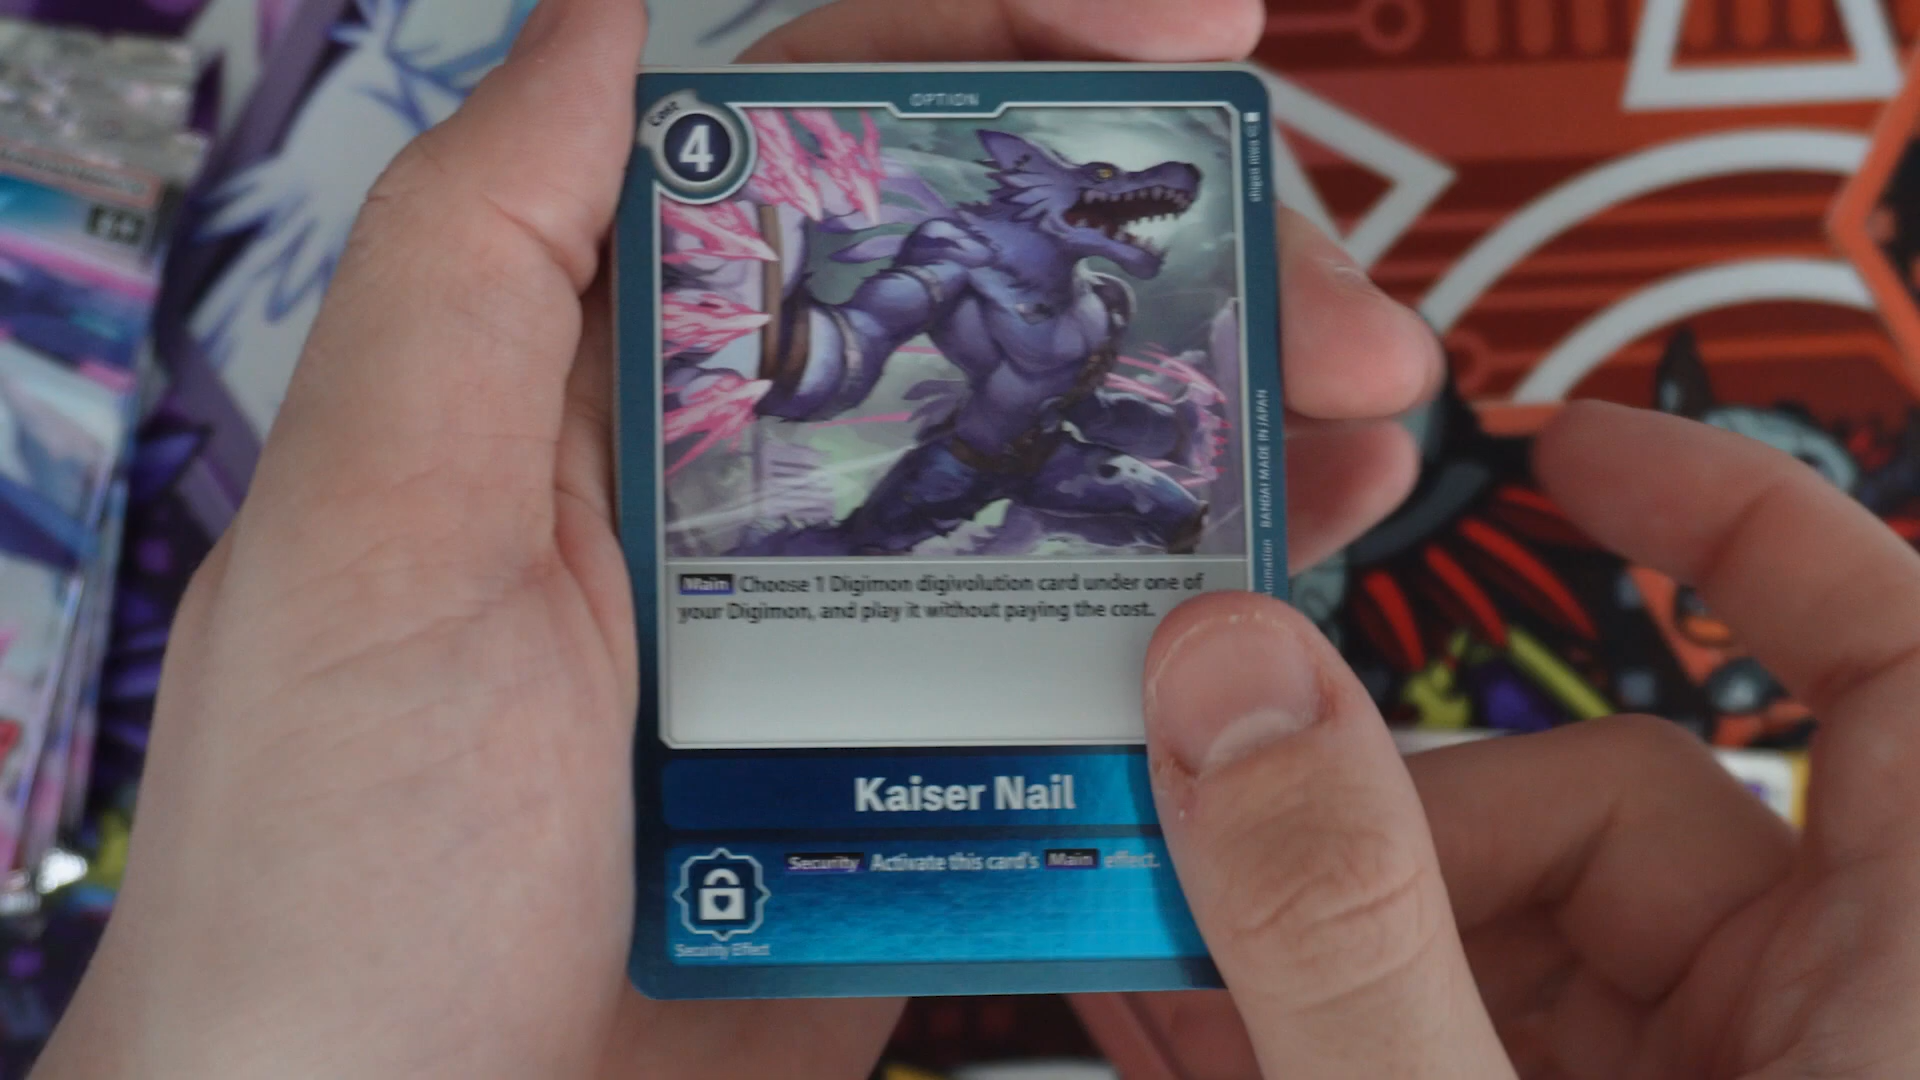 OPTION
Cost
4
BANDAI MADE IN JAPAN
Main Choose 1 Digimon digivolution card under one of
your Digimon, and play it without paying the cost.
Kaiser Nail
Security Activate this card's Main effect.
Security Effect